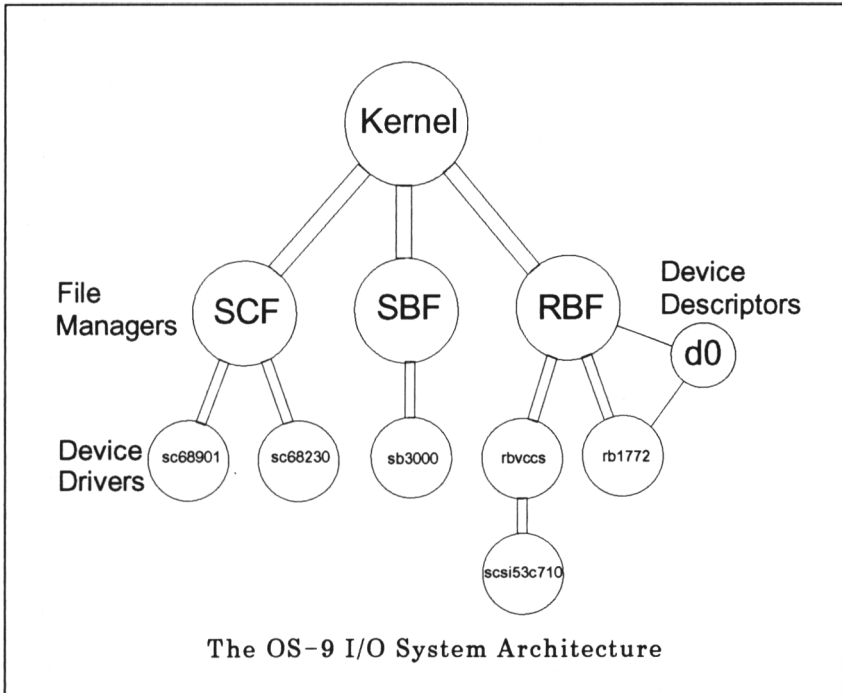 Kernel
File
Managers
SCF
SBF
RBF
Device
Descriptors
d0
Device
Drivers
sc68901
sc68230
sb3000
rbvccs
rb1772
scsi53c710
The OS-9 I/O System Architecture